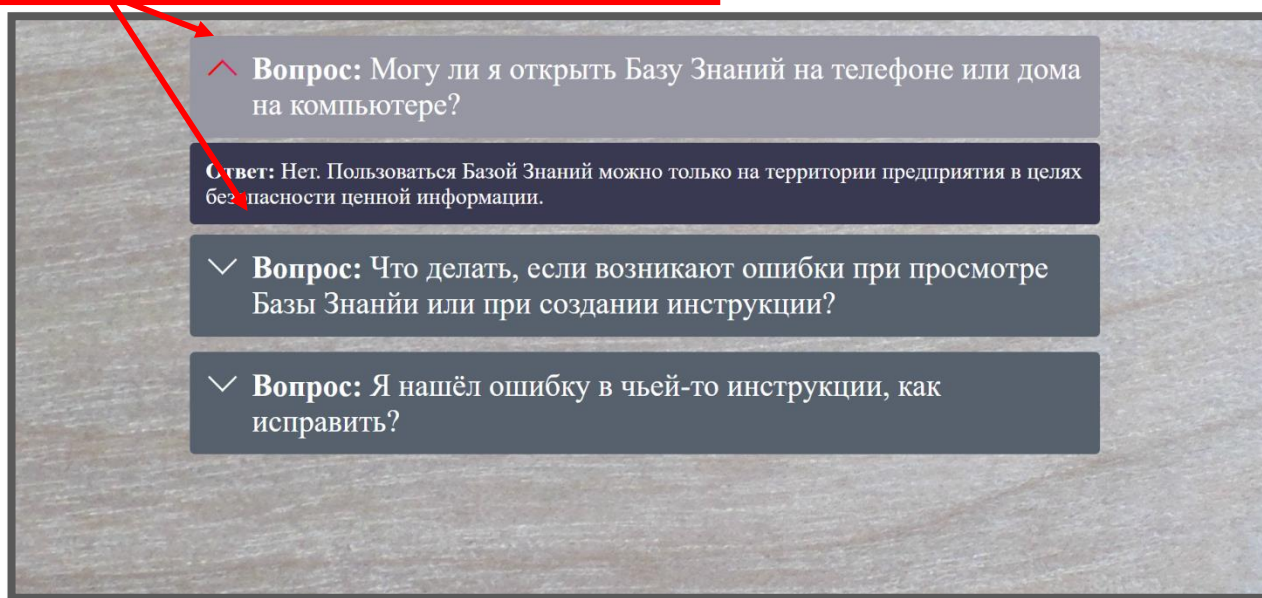 Вопрос: Могу ли я открыть Базу Знаний на телефоне или дома
на компьютере?
Ответ: Нет. Пользоваться Базой Знаний можно только на территории предприятия в целях
безопасности ценной информации.
Вопрос: Что делать, если возникают ошибки при просмотре
Базы Знанйи или при создании инструкции?
Вопрос: Я нашёл ошибку в чьей-то инструкции, как
исправить?